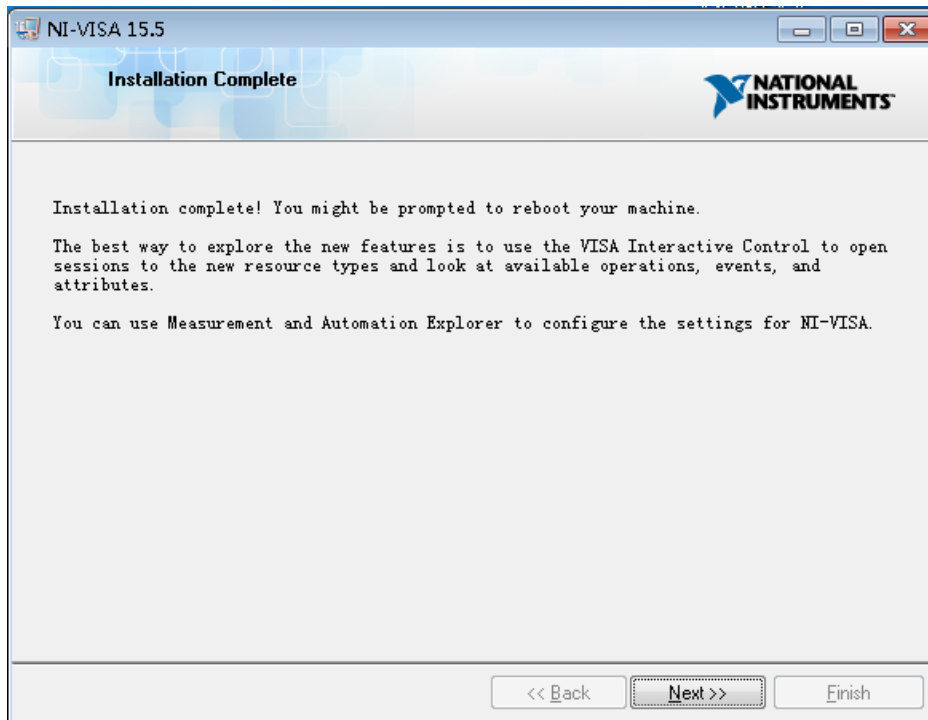 NI-VISA 15.5
Installation Complete
NATIONAL
INSTRUMENTS™
Installation complete! You might be prompted to reboot your machine.
The best way to explore the new features is to use the VISA Interactive Control to open
sessions to the new resource types and look at available operations, events, and
attributes.
You can use Measurement and Automation Explorer to configure the settings for NI-VISA.
<< Back
Next >>
Finish